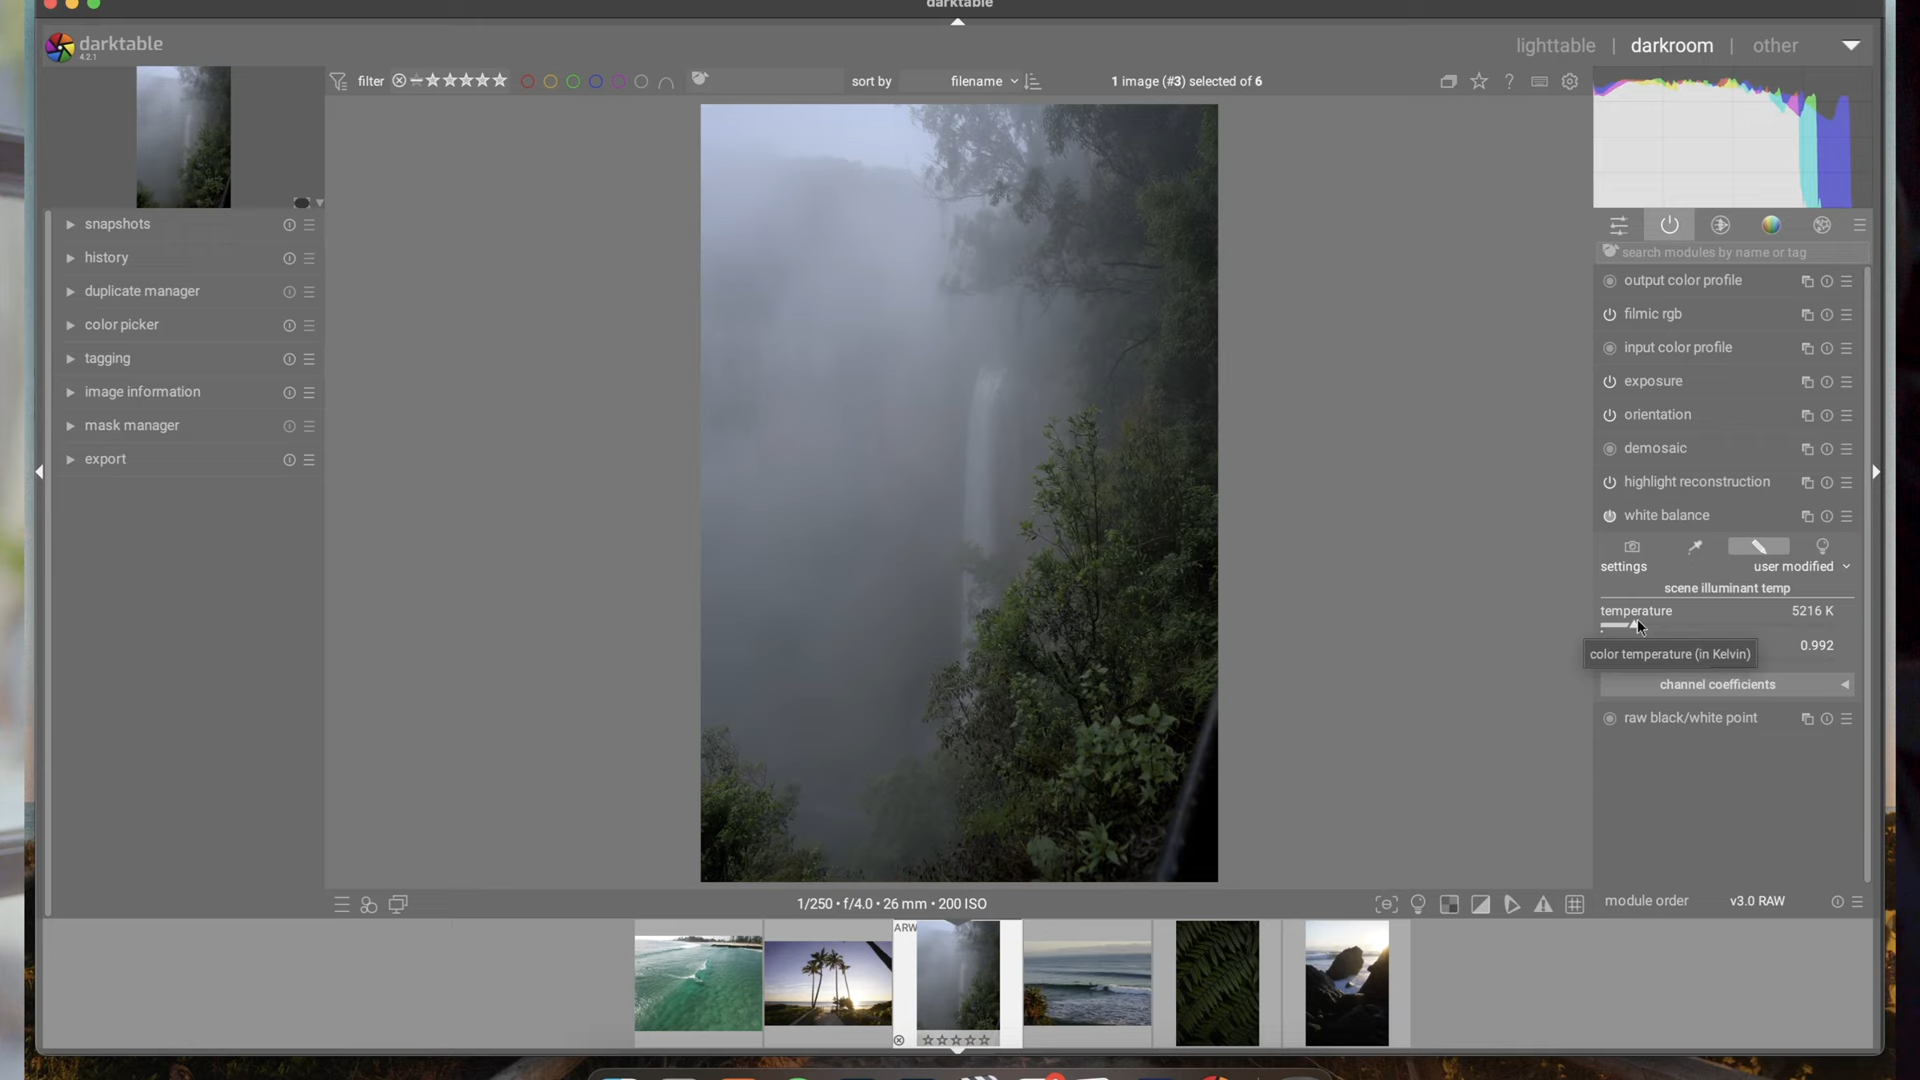 darktable
darktable
4.2.1
lighttable | darkroom | other
filter
sort by filename
1 image (#3) selected of 6
?
snapshots
history
duplicate manager
color picker
tagging
image information
mask manager
export
search modules by name or tag
output color profile
filmic rgb
input color profile
exposure
orientation
demosaic
highlight reconstruction
white balance
settings user modified
scene illuminant temp
temperature 5216 K
0.992
color temperature (in Kelvin)
channel coefficients
raw black/white point
1/250 • f/4.0 • 26 mm • 200 ISO
module order v3.0 RAW
ARW